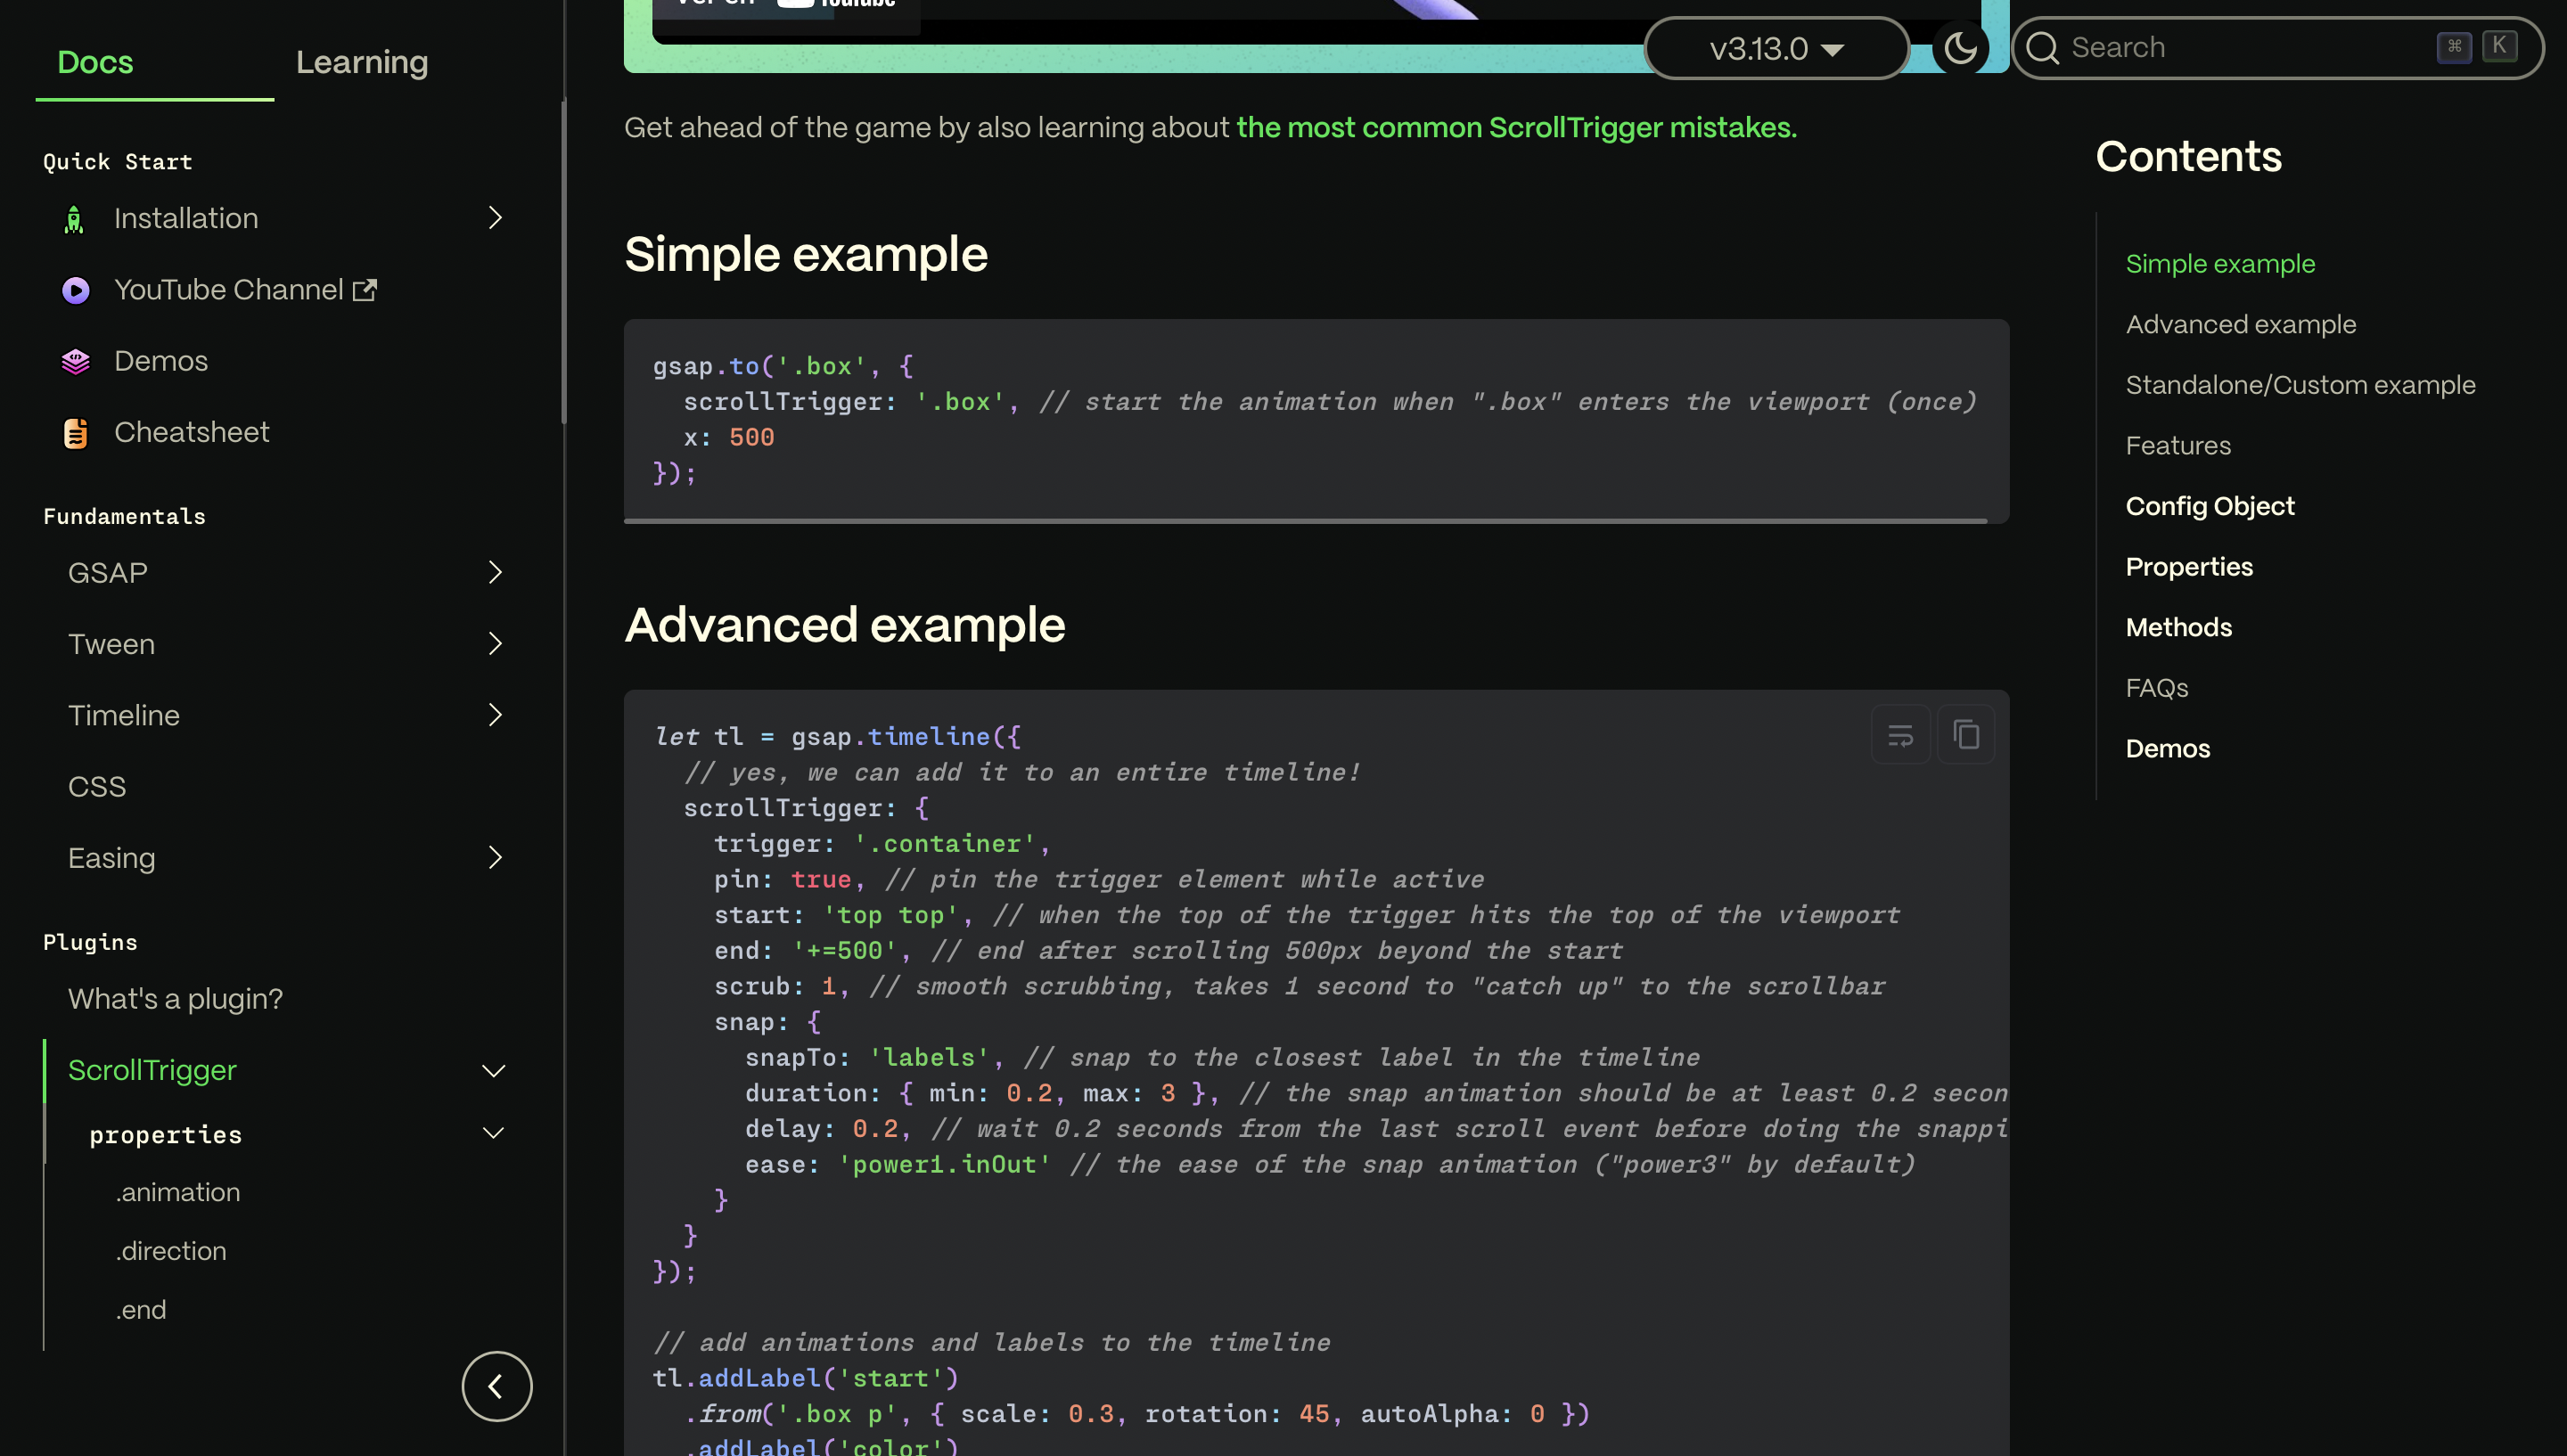 Docs
Learning
Quick Start
Installation
YouTube Channel
Demos
Cheatsheet
Fundamentals
GSAP
Tween
Timeline
CSS
Easing
Plugins
What's a plugin?
ScrollTrigger
properties
.animation
.direction
.end
Ver en YouTube
v3.13.0
Search
⌘ K
Get ahead of the game by also learning about the most common ScrollTrigger mistakes.
Simple example
gsap.to('.box', {
  scrollTrigger: '.box', // start the animation when ".box" enters the viewport (once)
  x: 500
});
Advanced example
let tl = gsap.timeline({
  // yes, we can add it to an entire timeline!
  scrollTrigger: {
    trigger: '.container',
    pin: true, // pin the trigger element while active
    start: 'top top', // when the top of the trigger hits the top of the viewport
    end: '+=500', // end after scrolling 500px beyond the start
    scrub: 1, // smooth scrubbing, takes 1 second to "catch up" to the scrollbar
    snap: {
      snapTo: 'labels', // snap to the closest label in the timeline
      duration: { min: 0.2, max: 3 }, // the snap animation should be at least 0.2 secon
      delay: 0.2, // wait 0.2 seconds from the last scroll event before doing the snappi
      ease: 'power1.inOut' // the ease of the snap animation ("power3" by default)
    }
  }
});
// add animations and labels to the timeline
tl.addLabel('start')
  .from('.box p', { scale: 0.3, rotation: 45, autoAlpha: 0 })
  .addLabel('color')
Contents
Simple example
Advanced example
Standalone/Custom example
Features
Config Object
Properties
Methods
FAQs
Demos